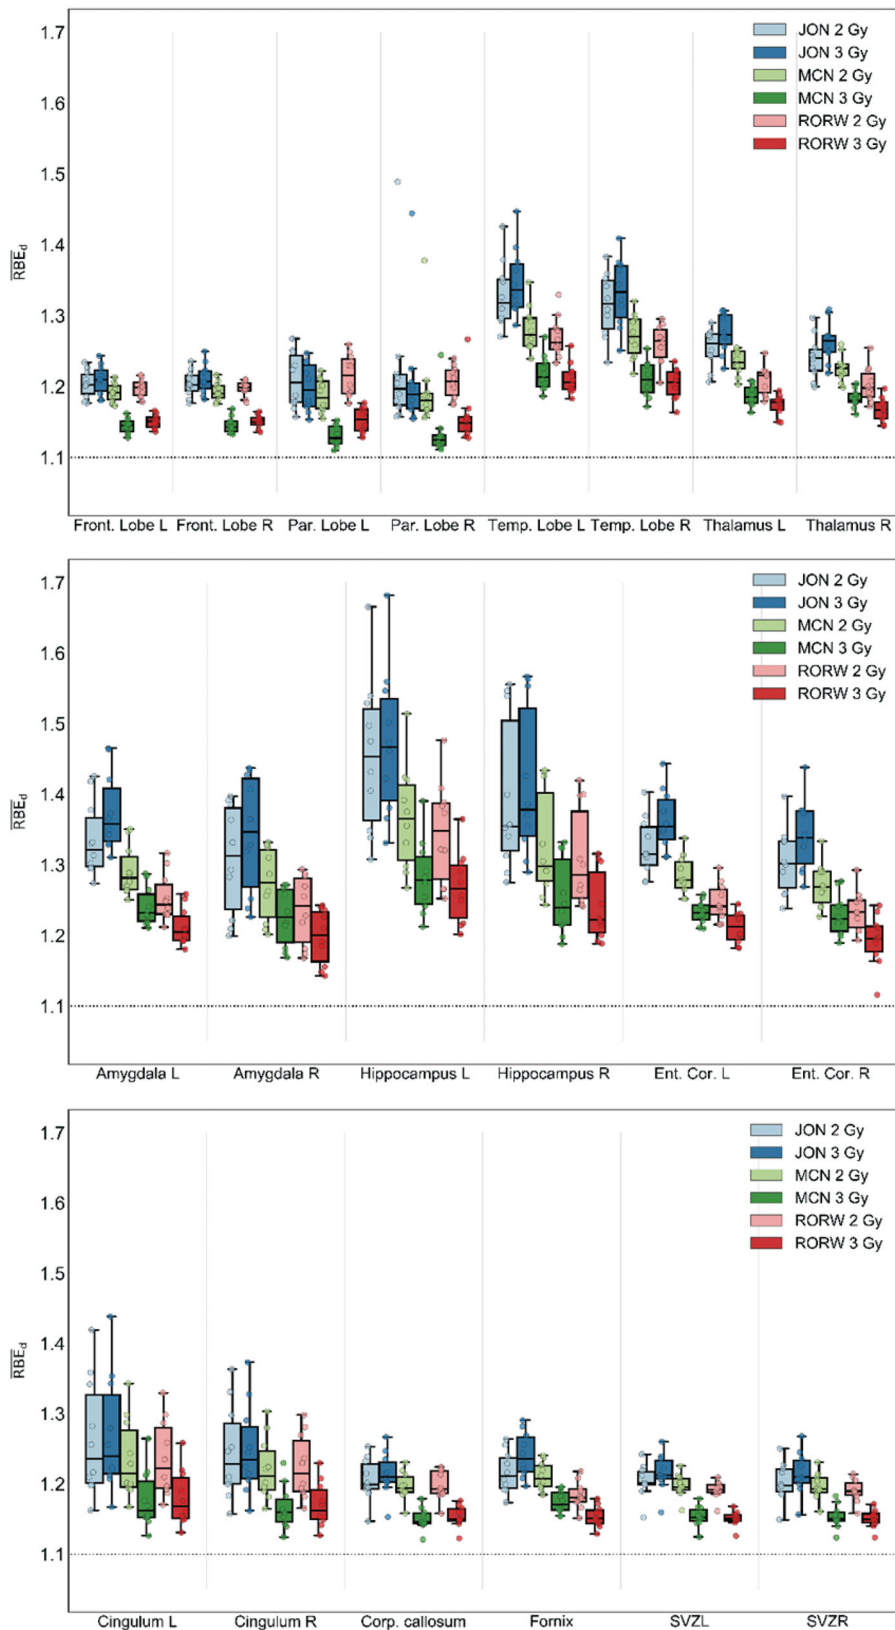 1.7
JON 2 Gy
JON 3 Gy
1.6
MCN 2 Gy
MCN 3 Gy
RORW 2 Gy
1.5
RORW 3 Gy
1.4
RBEd
1.3
1.2
1.1
Front. Lobe L Front. Lobe R Par. Lobe L Par. Lobe R Temp. Lobe L Temp. Lobe R Thalamus L Thalamus R
1.7
JON 2 Gy
JON 3 Gy
1.6
MCN 2 Gy
MCN 3 Gy
RORW 2 Gy
1.5
RORW 3 Gy
1.4
RBEd
1.3
1.2
1.1
Amygdala L Amygdala R Hippocampus L Hippocampus R Ent. Cor. L Ent. Cor. R
1.7
JON 2 Gy
JON 3 Gy
1.6
MCN 2 Gy
MCN 3 Gy
RORW 2 Gy
1.5
RORW 3 Gy
1.4
RBEd
1.3
1.2
1.1
Cingulum L Cingulum R Corp. callosum Fornix SVZL SVZR